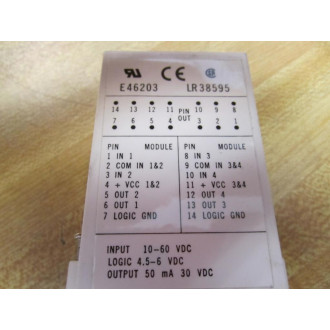 E46203 LR38595
14 13 12 11 PIN OUT 10 9 8
7 6 5 4 3 2 1
PIN MODULE
1 IN 1
2 COM IN 1&2
3 IN 2
4 + VCC 1&2
5 OUT 2
6 OUT 1
7 LOGIC GND
PIN MODULE
8 IN 3
9 COM IN 3&4
10 IN 4
11 + VCC 3&4
12 OUT 4
13 OUT 3
14 LOGIC GND
INPUT 10-60 VDC
LOGIC 4.5-6 VDC
OUTPUT 50 mA 30 VDC